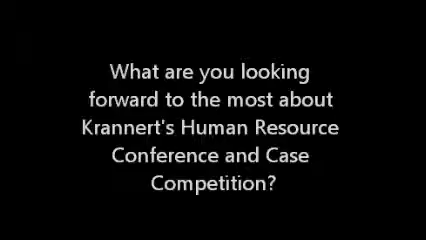 What are you looking
forward to the most about
Krannert's Human Resource
Conference and Case
Competition?